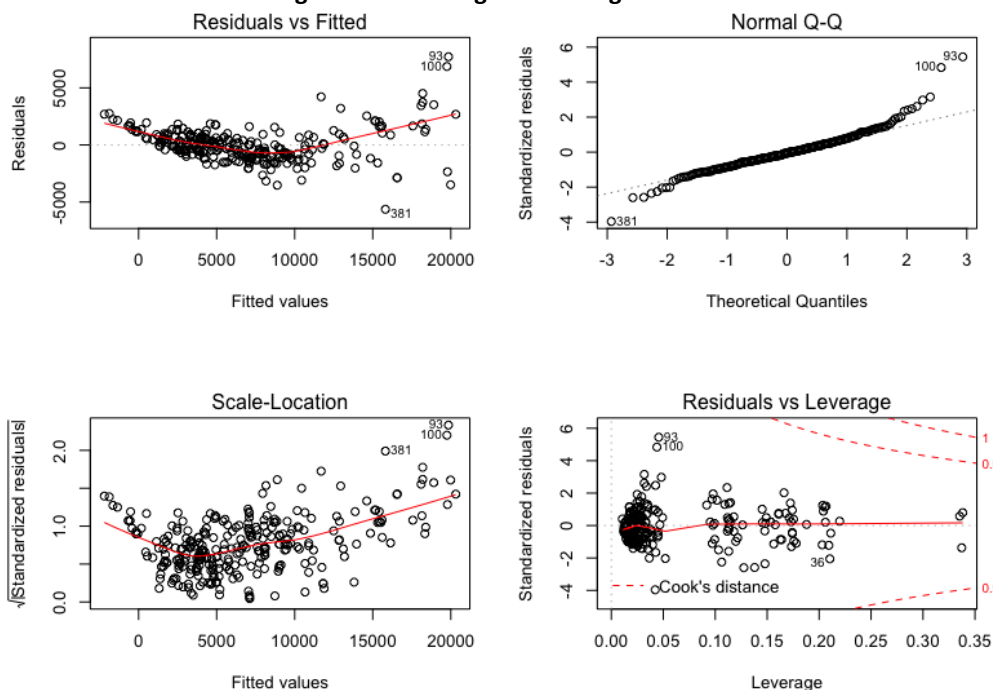 Residuals vs Fitted
Residuals
5000
0
-5000
93
100
381
0 5000 10000 15000 20000
Fitted values
Normal Q-Q
Standardized residuals
6
4
2
0
-2
-4
93
100
381
-3 -2 -1 0 1 2 3
Theoretical Quantiles
Scale-Location
√|Standardized residuals|
2.0
1.0
0.0
93
100
381
0 5000 10000 15000 20000
Fitted values
Residuals vs Leverage
Standardized residuals
6
4
2
0
-2
-4
93
100
36
Cook's distance
1
0.
0.
0.00 0.05 0.10 0.15 0.20 0.25 0.30 0.35
Leverage